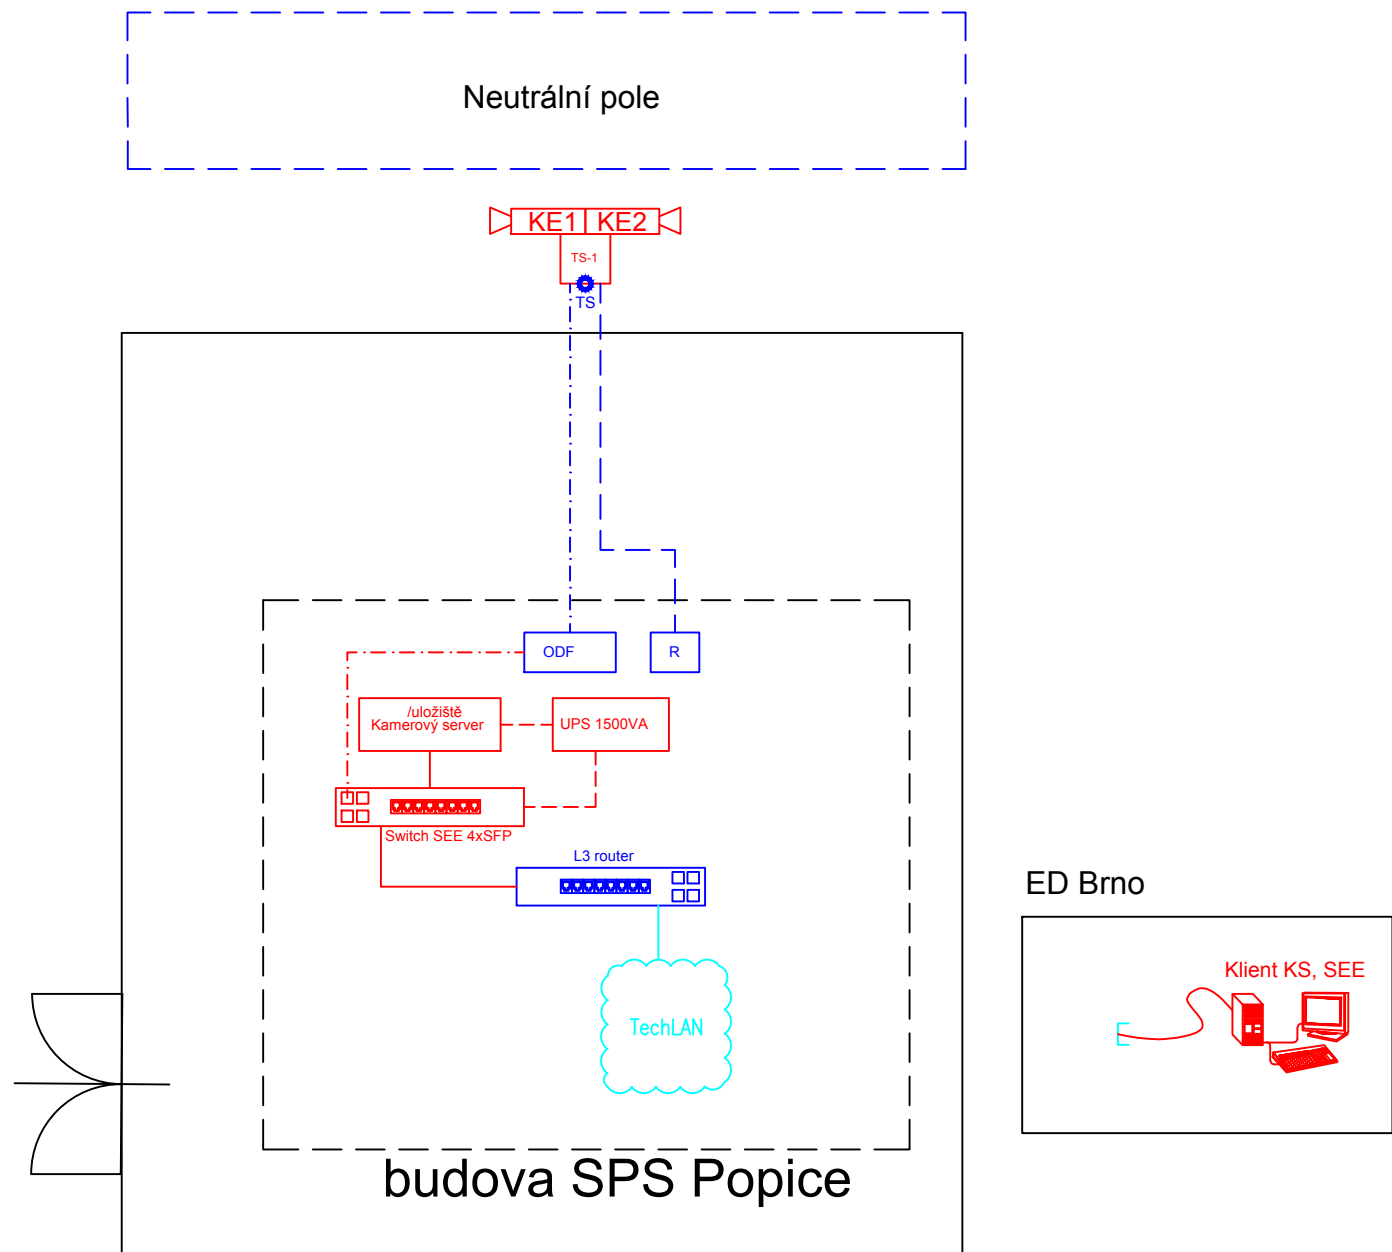 Neutrální pole
KE1 KE2
TS-1
TS
ODF
R
/uložiště
Kamerový server
UPS 1500VA
Switch SEE 4xSFP
L3 router
TechLAN
budova SPS Popice
ED Brno
Klient KS, SEE